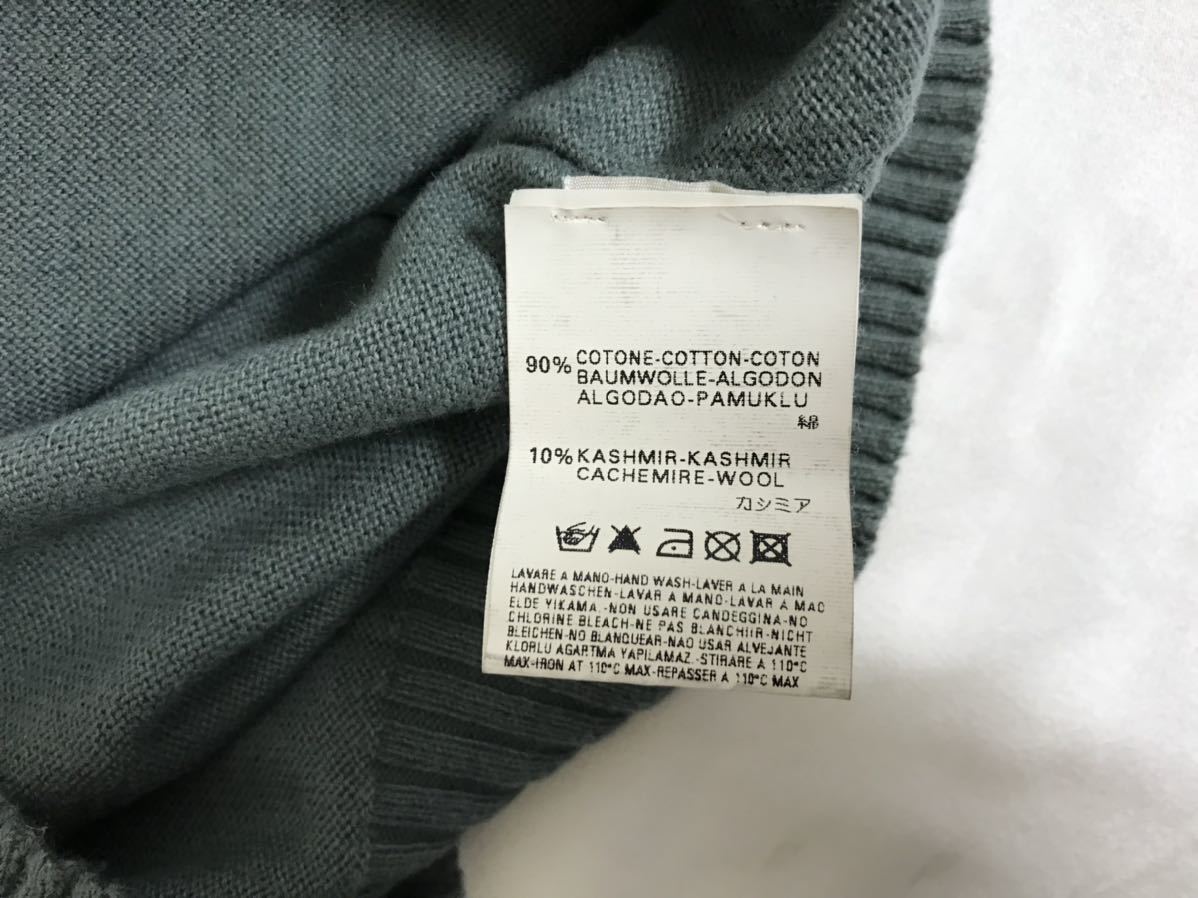 90% COTONE-COTTON-COTON
BAUMWOLLE-ALGODON
ALGODAO-PAMUKLU
綿
10% KASHMIR-KASHMIR
CACHEMIRE-WOOL
カシミア
LAVARE A MANO-HAND WASH-LAVER A LA MAIN
HANDWASCHEN-LAVAR A MANO-LAVAR A MAO
ELDE YIKAMA.-NON USARE CANDEGGINA-NO
CHLORINE BLEACH-NE PAS BLANCHIIR-NICHT
BLEICHEN-NO BLANQUEAR-NAO USAR ALVEJANTE
KLORLU AGARTMA YAPILAMAZ.-STIRARE A 110°C
MAX-IRON AT 110°C MAX-REPASSER A 110°C MAX